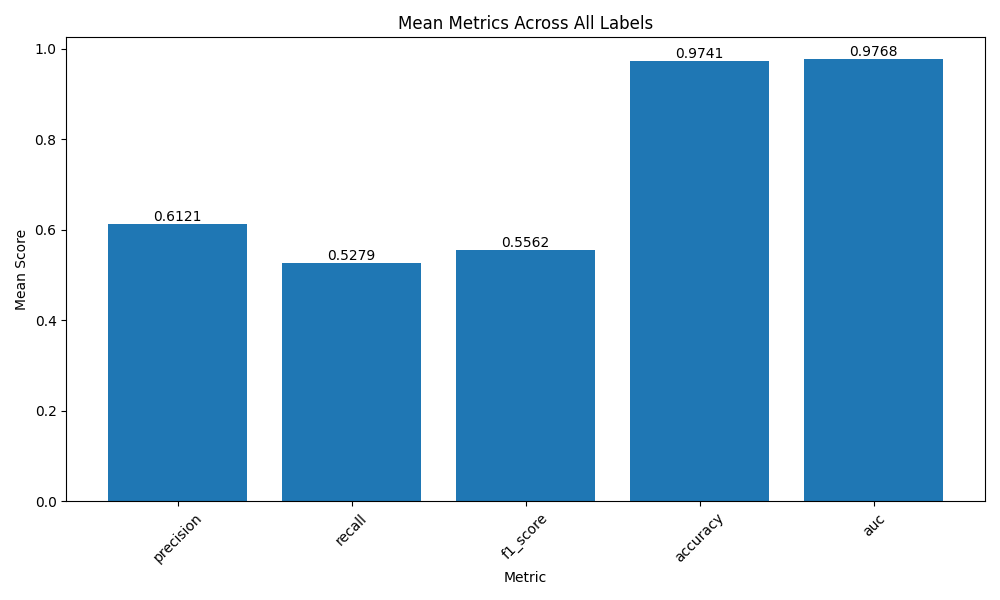 Mean Metrics Across All Labels
1.0
0.8
0.6
0.4
0.2
0.0
Mean Score
0.6121
0.5279
0.5562
0.9741
0.9768
precision
recall
f1_score
accuracy
auc
Metric